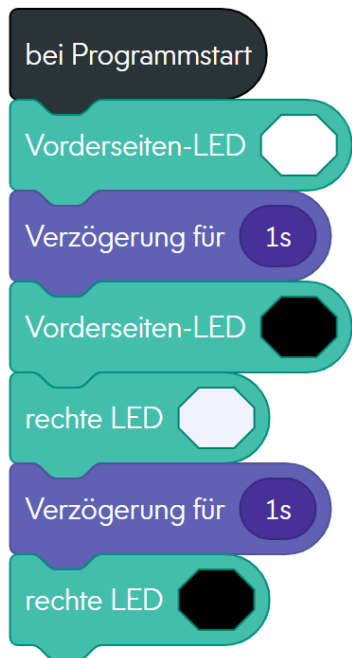 bei Programmstart
Vorderseiten-LED
Verzögerung für 1s
Vorderseiten-LED
rechte LED
Verzögerung für 1s
rechte LED